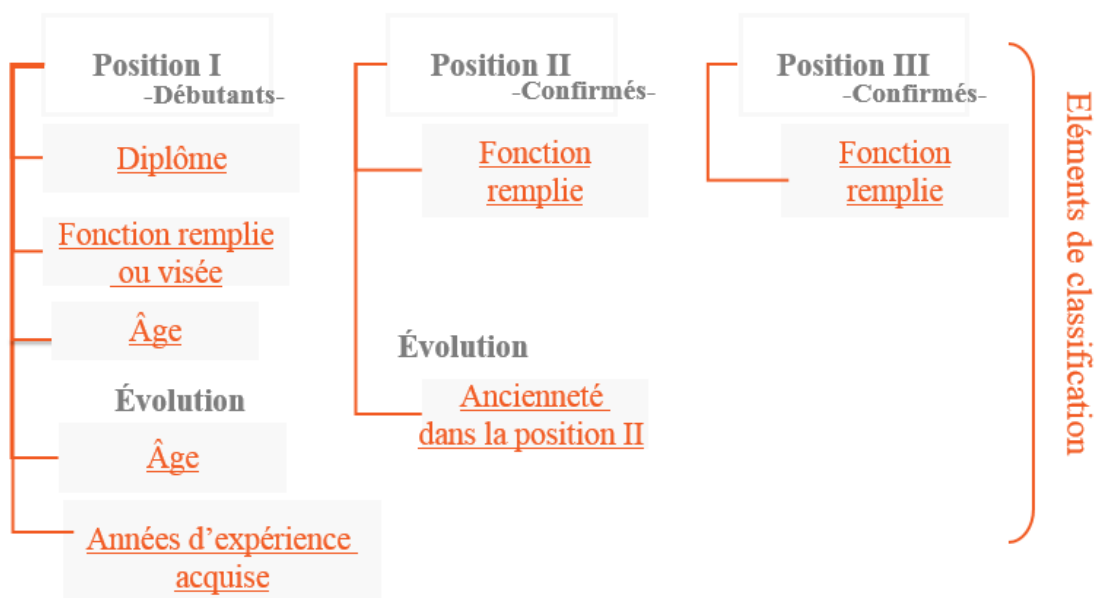 Position I
-Débutants-
Diplôme
Fonction remplie
ou visée
Âge
Évolution
Âge
Années d’expérience
acquise
Position II
-Confirmés-
Fonction
remplie
Évolution
Ancienneté
dans la position II
Position III
-Confirmés-
Fonction
remplie
Eléments de classification